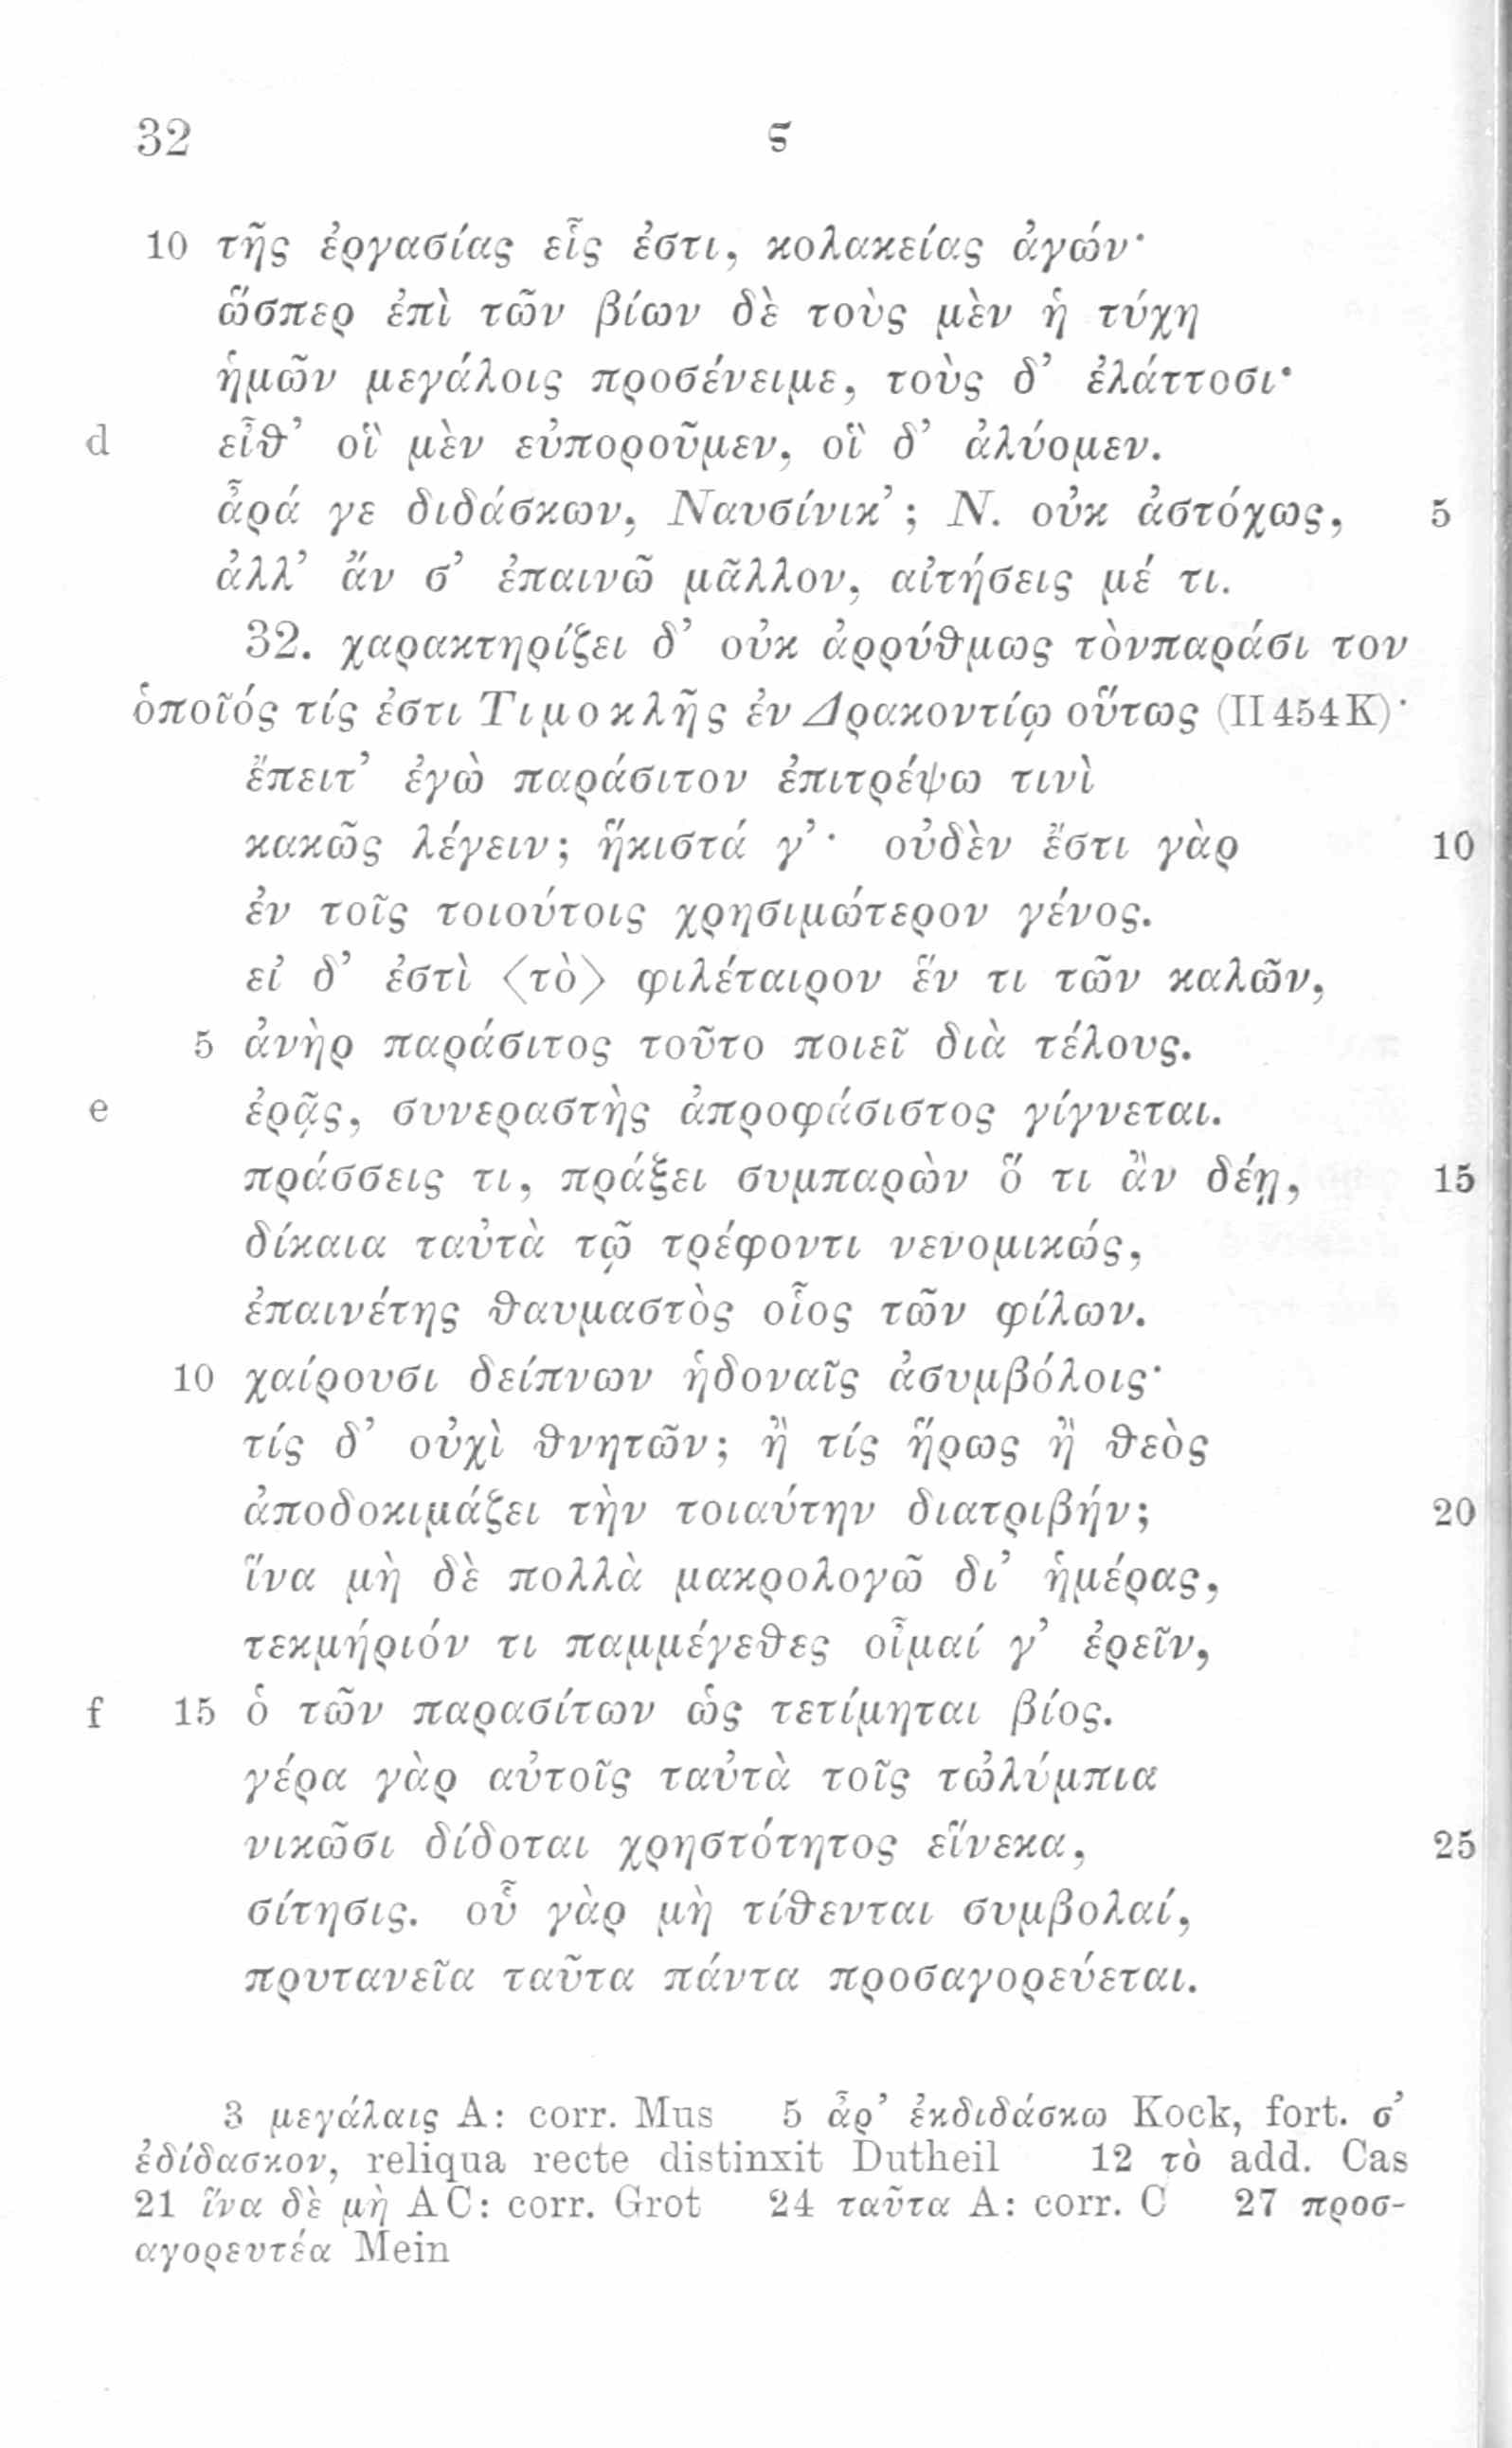 32 ϛ
10 τῆς ἐργασίας εἷς ἐστι, κολακείας ἀγών·
ὥσπερ ἐπὶ τῶν βίων δὲ τοὺς μὲν ἡ τύχη
ἡμῶν μεγάλοις προσένειμε, τοὺς δ’ ἐλάττοσι·
d εἶθ’ οἳ μὲν εὐποροῦμεν, οἳ δ’ ἀλύομεν.
ἆρά γε διδάσκων, Ναυσίνικ’; Ν. οὐκ ἀστόχως, 5
ἀλλ’ ἄν σ’ ἐπαινῶ μᾶλλον, αἰτήσεις μέ τι.
32. χαρακτηρίζει δ’ οὐκ ἀρρύθμως τὸνπαράσι τον
ὁποῖός τίς ἐστι Τιμοκλῆς ἐν Δρακοντίῳ οὕτως (II 454 K)·
ἔπειτ’ ἐγὼ παράσιτον ἐπιτρέψω τινὶ
κακῶς λέγειν; ἥκιστά γ’· οὐδὲν ἔστι γὰρ 10
ἐν τοῖς τοιούτοις χρησιμώτερον γένος.
εἰ δ’ ἐστὶ 〈τὸ〉 φιλέταιρον ἕν τι τῶν καλῶν,
5 ἀνὴρ παράσιτος τοῦτο ποιεῖ διὰ τέλους.
e ἐρᾷς, συνεραστὴς ἀπροφάσιστος γίγνεται.
πράσσεις τι, πράξει συμπαρὼν ὅ τι ἂν δέῃ, 15
δίκαια ταὐτὰ τῷ τρέφοντι νενομικώς,
ἐπαινέτης θαυμαστὸς οἷος τῶν φίλων.
10 χαίρουσι δείπνων ἡδοναῖς ἀσυμβόλοις·
τίς δ’ οὐχὶ θνητῶν; ἢ τίς ἥρως ἢ θεὸς
ἀποδοκιμάζει τὴν τοιαύτην διατριβήν; 20
ἵνα μὴ δὲ πολλὰ μακρολογῶ δι’ ἡμέρας,
τεκμήριόν τι παμμέγεθες οἶμαί γ’ ἐρεῖν,
f 15 ὁ τῶν παρασίτων ὡς τετίμηται βίος.
γέρα γὰρ αὐτοῖς ταὐτὰ τοῖς τὠλύμπια
νικῶσι δίδοται χρηστότητος εἵνεκα, 25
σίτησις. οὗ γὰρ μὴ τίθενται συμβολαί,
πρυτανεῖα ταῦτα πάντα προσαγορεύεται.
3 μεγάλαις A: corr. Mus 5 ἆρ’ ἐκδιδάσκω Kock, fort. σ’
ἐδίδασκον, reliqua recte distinxit Dutheil 12 τὸ add. Cas
21 ἵνα δὲ μὴ AC: corr. Grot 24 ταῦτα A: corr. C 27 προσ-
αγορευτέα Mein